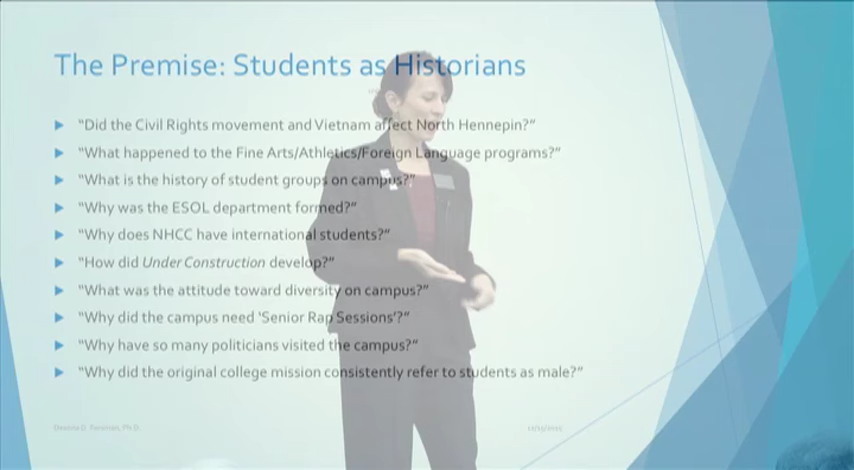 The Premise: Students as Historians
“Did the Civil Rights movement and Vietnam affect North Hennepin?”
“What happened to the Fine Arts/Athletics/Foreign Language programs?”
“What is the history of student groups on campus?”
“Why was the ESOL department formed?”
“Why does NHCC have international students?”
“How did Under Construction develop?”
“What was the attitude toward diversity on campus?”
“Why did the campus need ‘Senior Rap Sessions’?”
“Why have so many politicians visited the campus?”
“Why did the original college mission consistently refer to students as male?”
Ph.D.